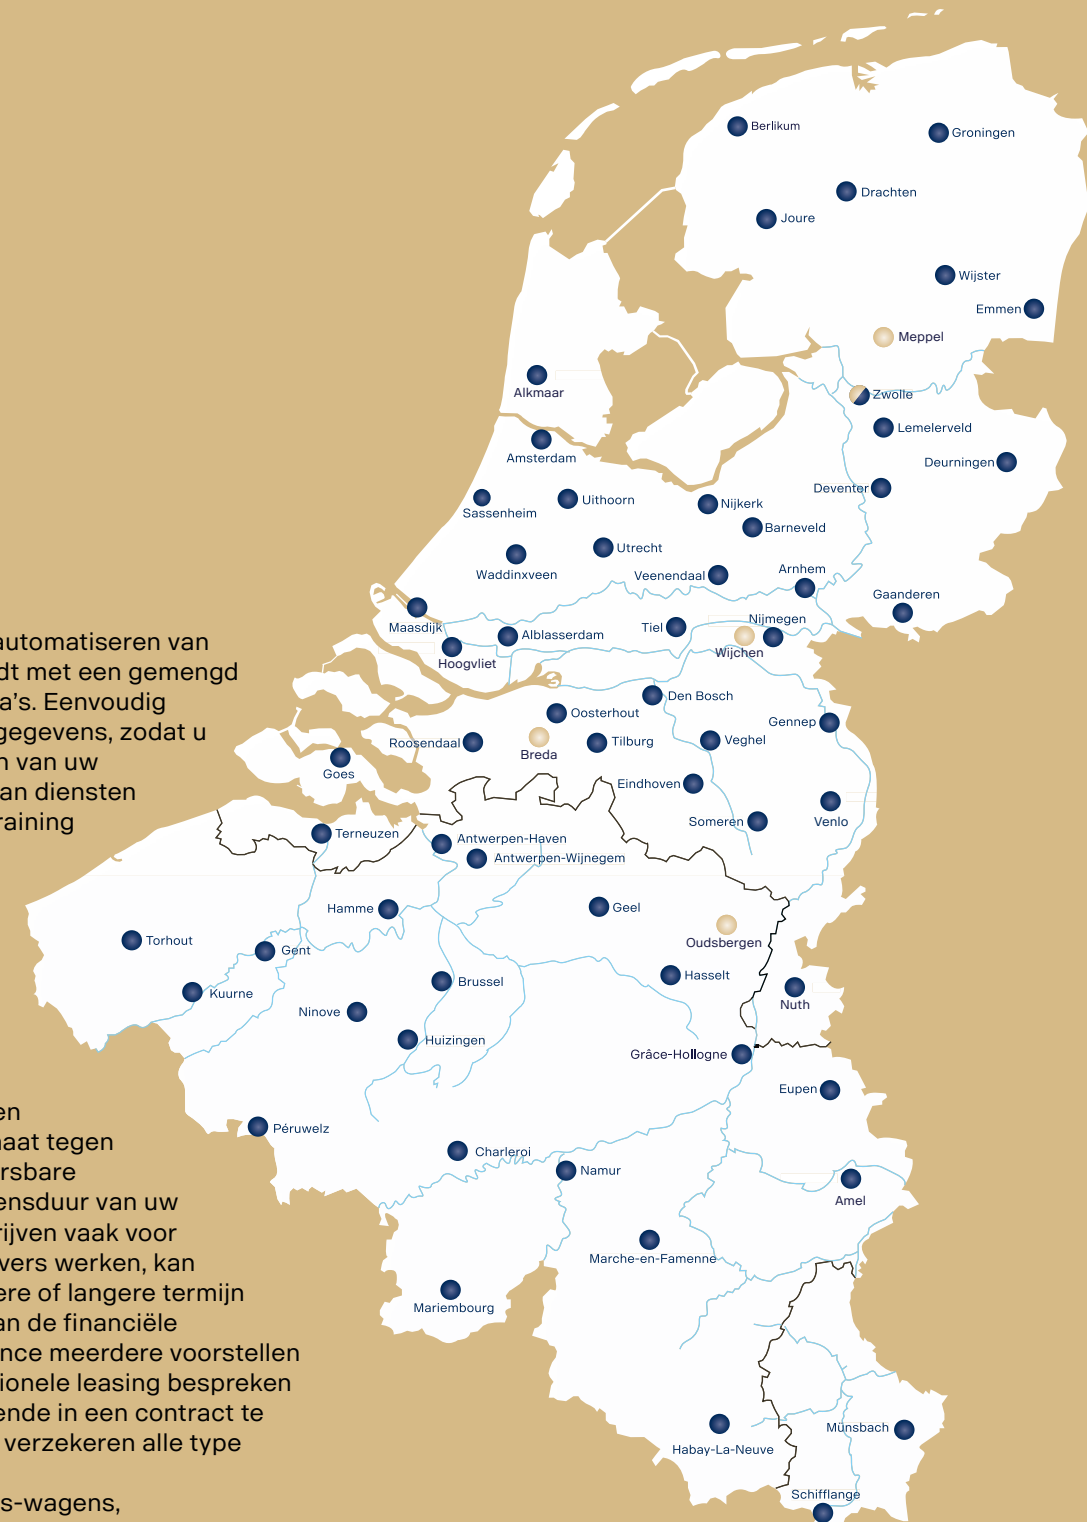 Berlikum
Groningen
Drachten
Joure
Wijster
Emmen
Meppel
Alkmaar
Zwolle
Lemelerveld
Amsterdam
Deurningen
Deventer
Sassenheim
Uithoorn
Nijkerk
Barneveld
Utrecht
Waddinxveen
Veenendaal
Arnhem
Gaanderen
Maasdijk
Alblasserdam
Tiel
Nijmegen
Wijchen
Hoogvliet
Den Bosch
Oosterhout
Gennep
Roosendaal
Breda
Tilburg
Veghel
Goes
Eindhoven
Someren
Venlo
Terneuzen
Antwerpen-Haven
Antwerpen-Wijnegem
Hamme
Geel
Torhout
Gent
Oudsbergen
Kuurne
Brussel
Hasselt
Nuth
Ninove
Huizingen
Grâce-Hollogne
Eupen
Péruwelz
Charleroi
Namur
Amel
Marche-en-Famenne
Mariembourg
Habay-La-Neuve
Münsbach
Schifflange
automatiseren van
dt met een gemengd
a's. Eenvoudig
gegevens, zodat u
n van uw
an diensten
raining
en
naat tegen
rsbare
ensduur van uw
rijven vaak voor
vers werken, kan
ere of langere termijn
an de financiële
nce meerdere voorstellen
ionele leasing bespreken
ende in een contract te
verzekeren alle type
s-wagens,